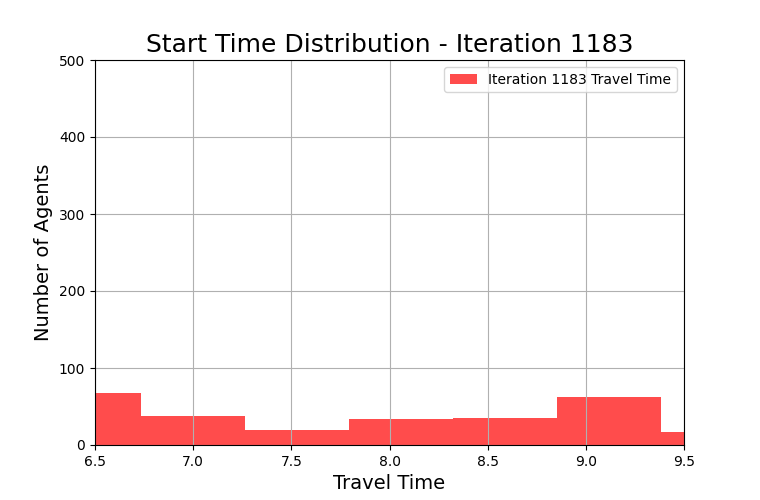 Start Time Distribution - Iteration 1183
Iteration 1183 Travel Time
Number of Agents
500
400
300
200
100
0
6.5 7.0 7.5 8.0 8.5 9.0 9.5
Travel Time